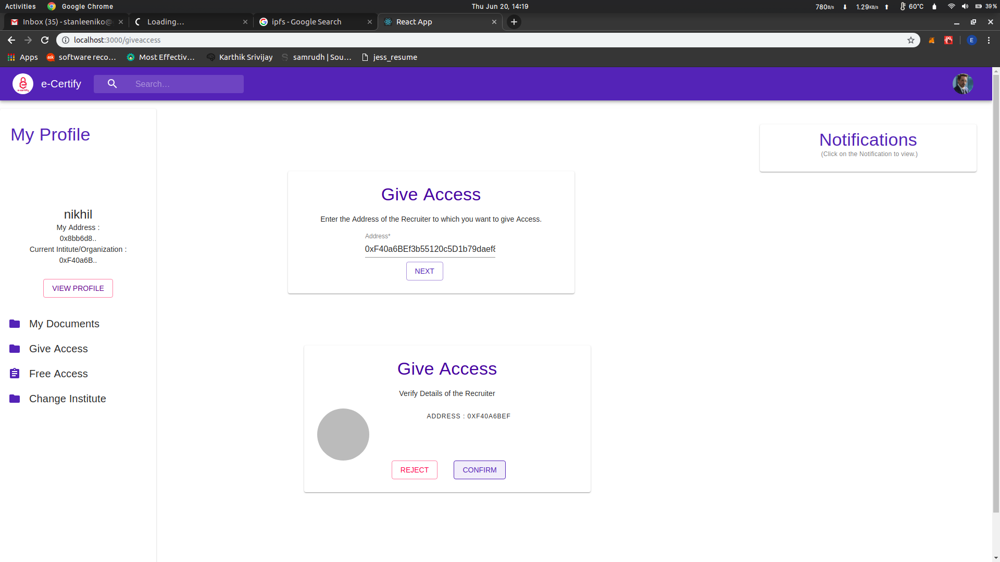 Activities
Google Chrome
Thu Jun 20, 14:19
780B/s
1.29KB/s
60°C
39 %
Inbox (35) - stanleeniko@
Loading...
ipfs - Google Search
React App
localhost:3000/giveaccess
E
Apps
software reco...
Most Effectiv...
Karthik Srivijay
samrudh | Sou...
jess_resume
e-certify
e-Certify
Search...
My Profile
nikhil
My Address :
0x8bb6d8..
Current Intitute/Organization :
0xF40a6B..
VIEW PROFILE
My Documents
Give Access
Free Access
Change Institute
Give Access
Enter the Address of the Recruiter to which you want to give Access.
Address*
0xF40a6BEf3b55120c5D1b79daef8
NEXT
Give Access
Verify Details of the Recruiter
ADDRESS : 0XF40A6BEF
REJECT
CONFIRM
Notifications
(Click on the Notification to view.)